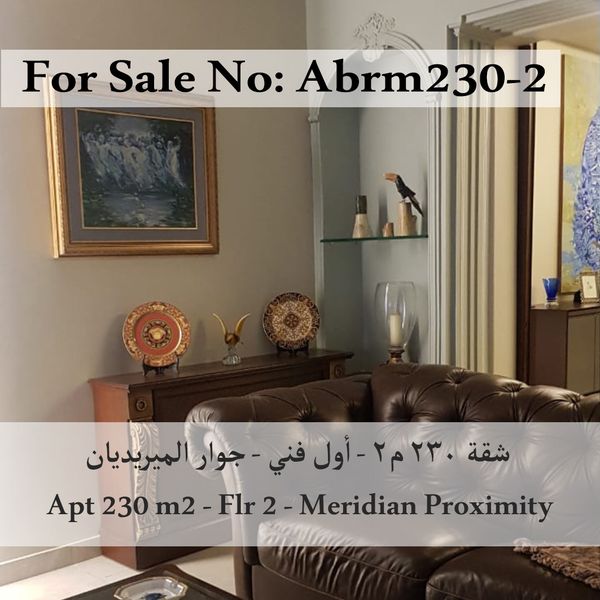 For Sale No: Abrm230-2
شقة ٢٣٠ م٢ - أول فني - جوار الميريديان
Apt 230 m2 - Flr 2 - Meridian Proximity